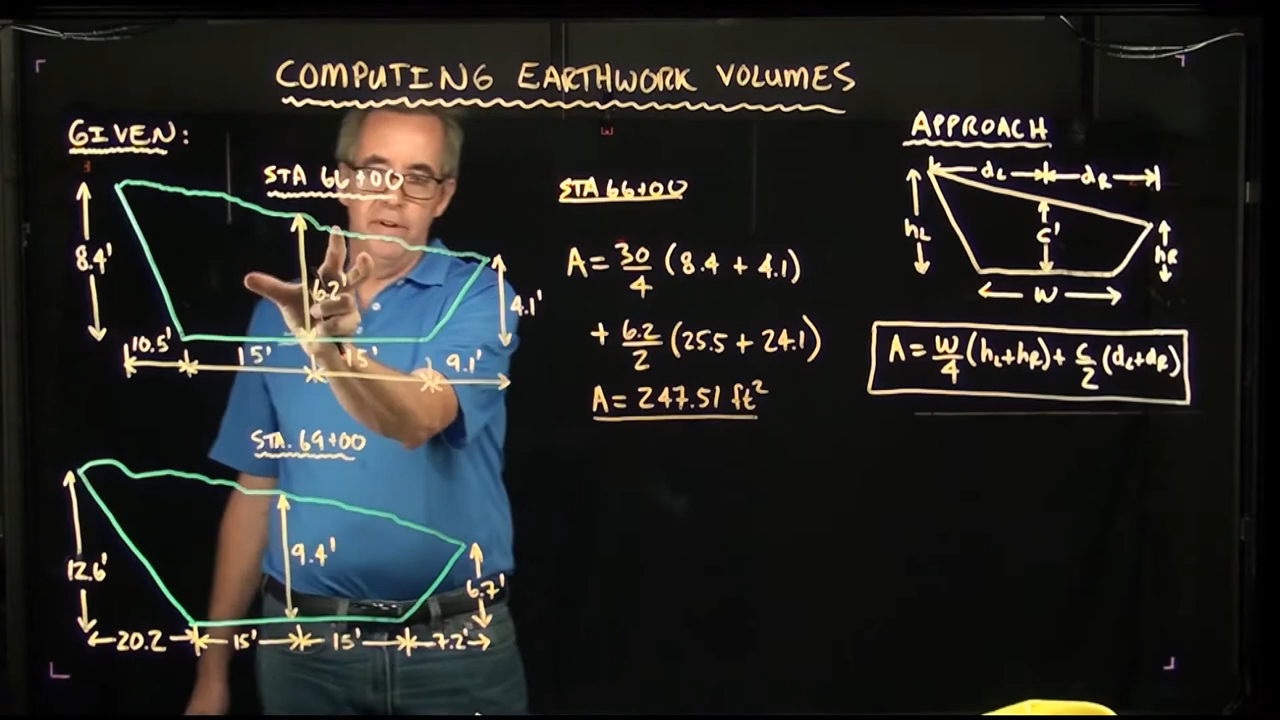 COMPUTING EARTHWORK VOLUMES
GIVEN:
STA 66+00
8.4'
6.2'
4.1'
10.5'
15'
15'
9.1'
STA. 69+00
12.6'
9.4'
6.7'
20.2
15'
15'
7.2'
STA 66+00
A = 30/4 (8.4 + 4.1)
+ 6.2/2 (25.5 + 24.1)
A = 247.51 ft²
APPROACH
dL dR
hL
C'
hR
W
A = W/4 (hL+hR) + C/2 (dL+dR)